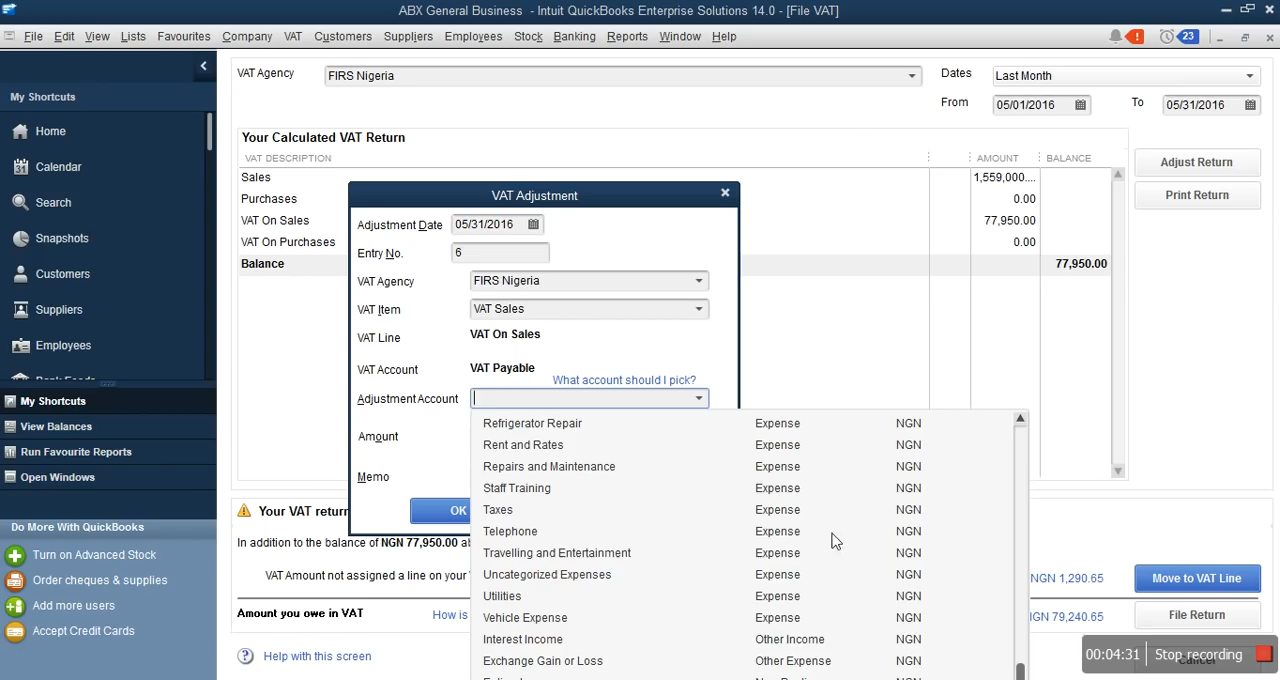 ABX General Business - Intuit QuickBooks Enterprise Solutions 14.0 - [File VAT]
File Edit View Lists Favourites Company VAT Customers Suppliers Employees Stock Banking Reports Window Help
! 23
My Shortcuts
Home
Calendar
Search
Snapshots
Customers
Suppliers
Employees
My Shortcuts
View Balances
Run Favourite Reports
Open Windows
Do More With QuickBooks
Turn on Advanced Stock
Order cheques & supplies
Add more users
Accept Credit Cards
VAT Agency FIRS Nigeria Dates Last Month
From 05/01/2016 To 05/31/2016
Your Calculated VAT Return
VAT DESCRIPTION AMOUNT BALANCE
Sales 1,559,000....
Purchases 0.00
VAT On Sales 77,950.00
VAT On Purchases 0.00
Balance 77,950.00
Adjust Return
Print Return
VAT Adjustment
Adjustment Date 05/31/2016
Entry No. 6
VAT Agency FIRS Nigeria
VAT Item VAT Sales
VAT Line VAT On Sales
VAT Account VAT Payable
What account should I pick?
Adjustment Account
Amount
Memo
OK
Refrigerator Repair Expense NGN
Rent and Rates Expense NGN
Repairs and Maintenance Expense NGN
Staff Training Expense NGN
Taxes Expense NGN
Telephone Expense NGN
Travelling and Entertainment Expense NGN
Uncategorized Expenses Expense NGN
Utilities Expense NGN
Vehicle Expense Expense NGN
Interest Income Other Income NGN
Exchange Gain or Loss Other Expense NGN
Your VAT return
In addition to the balance of NGN 77,950.00
VAT Amount not assigned a line on your NGN 1,290.65 Move to VAT Line
Amount you owe in VAT How is NGN 79,240.65 File Return
Help with this screen
00:04:31 Stop recording
Cancel